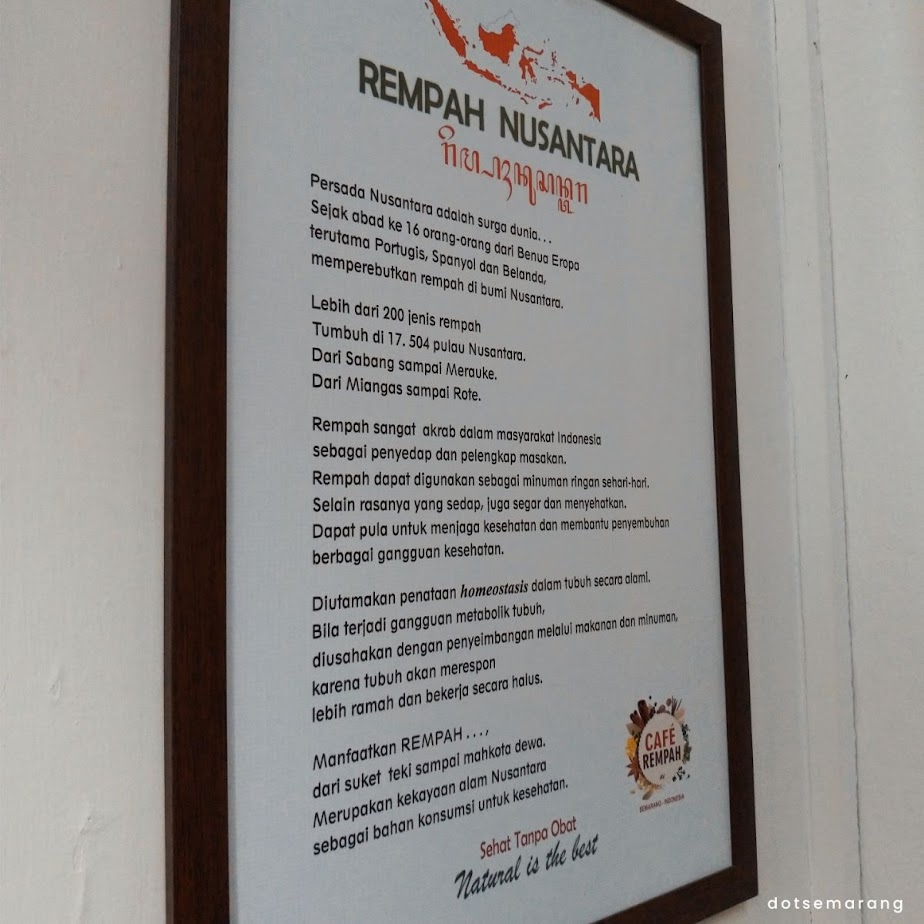 REMPAH NUSANTARA
Persada Nusantara adalah surga dunia...
Sejak abad ke 16 orang-orang dari Benua Eropa
terutama Portugis, Spanyol dan Belanda,
memperebutkan rempah di bumi Nusantara.
Lebih dari 200 jenis rempah
Tumbuh di 17. 504 pulau Nusantara.
Dari Sabang sampai Merauke.
Dari Miangas sampai Rote.
Rempah sangat akrab dalam masyarakat Indonesia
sebagai penyedap dan pelengkap masakan.
Rempah dapat digunakan sebagai minuman ringan sehari-hari.
Selain rasanya yang sedap, juga segar dan menyehatkan.
Dapat pula untuk menjaga kesehatan dan membantu penyembuhan
berbagai gangguan kesehatan.
Diutamakan penataan homeostasis dalam tubuh secara alami.
Bila terjadi gangguan metabolik tubuh,
diusahakan dengan penyeimbangan melalui makanan dan minuman,
karena tubuh akan merespon
lebih ramah dan bekerja secara halus.
Manfaatkan REMPAH ....,
dari suket teki sampai mahkota dewa.
Merupakan kekayaan alam Nusantara
sebagai bahan konsumsi untuk kesehatan.
CAFÉ
REMPAH
SEMARANG - INDONESIA
Sehat Tanpa Obat
Natural is the best
dotsemarang